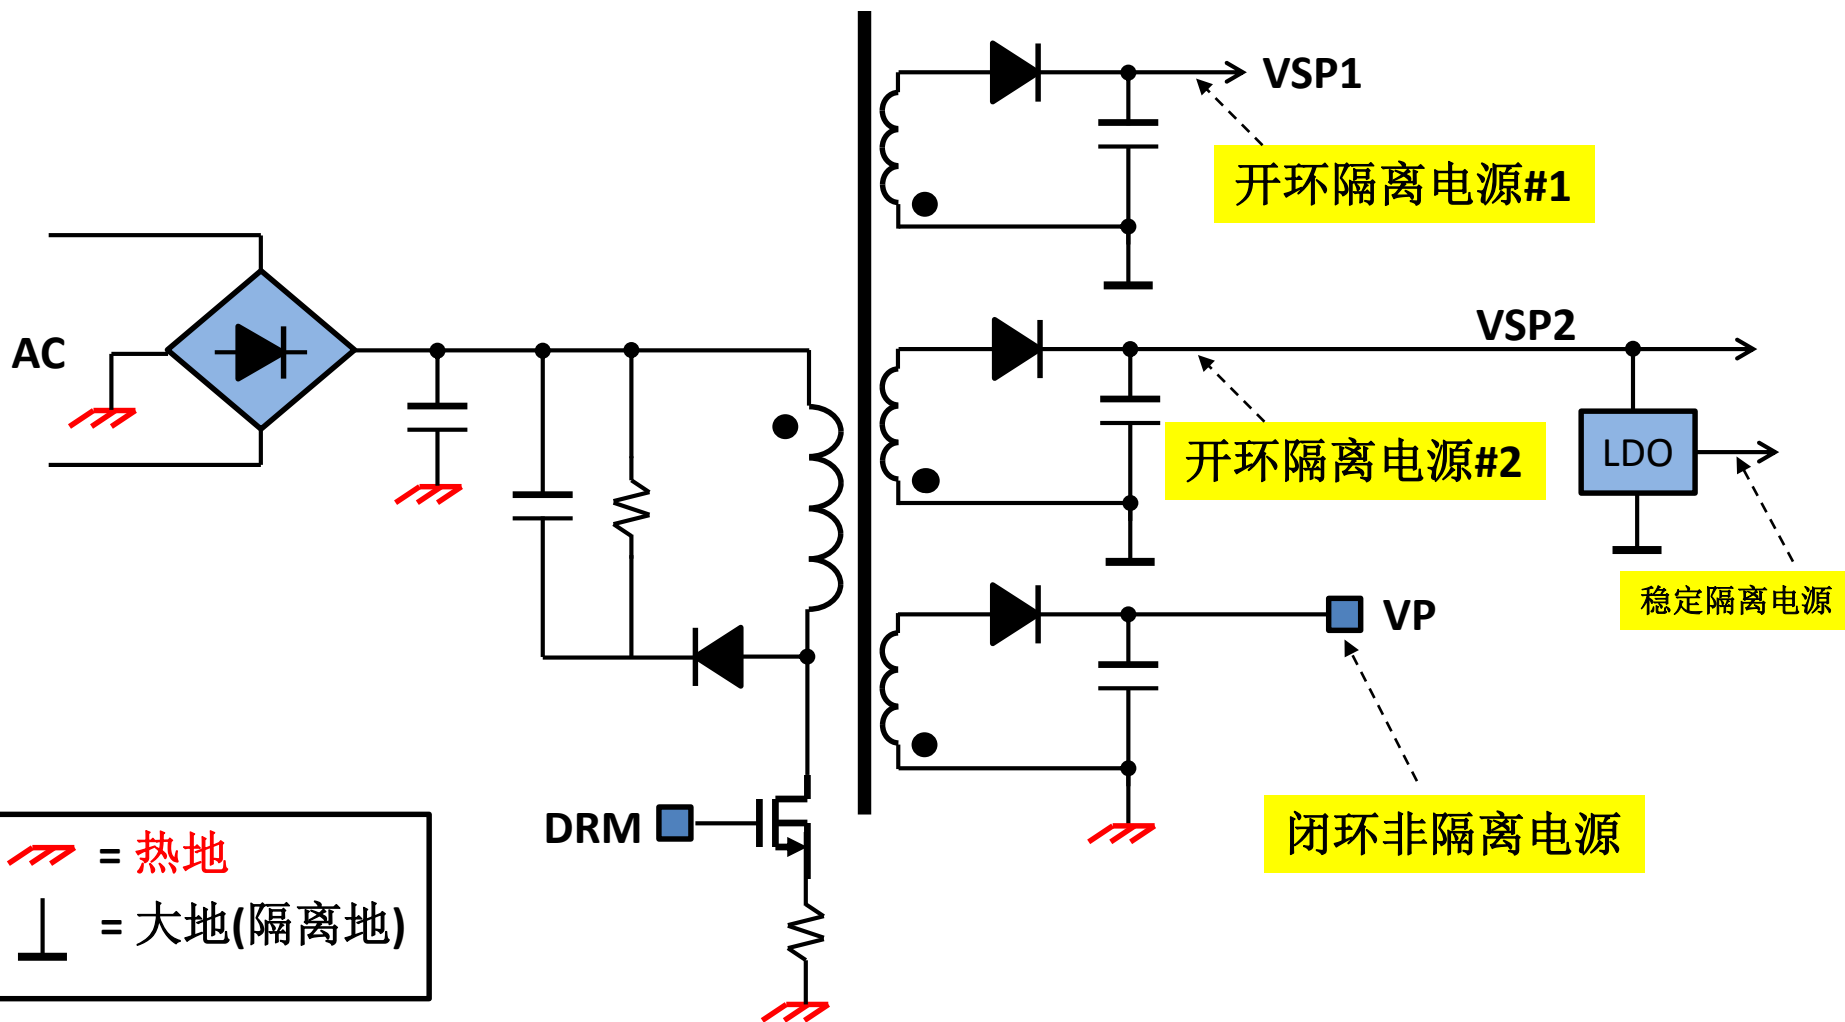 VSP1
开环隔离电源#1
VSP2
AC
开环隔离电源#2
LDO
稳定隔离电源
VP
DRM
闭环非隔离电源
= 热地
= 大地(隔离地)